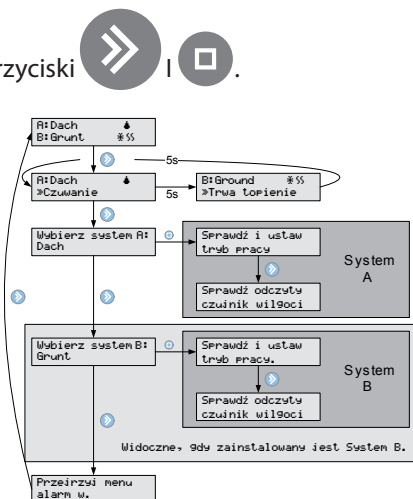 rzyciski I .
A:Dach
B:Grunt
5s
A:Dach
»Czuwanie
5s
B:Ground
»Trwa topienie
Wybierz system A:
Dach
Sprawdź i ustaw
tryb pracy
System
A
Sprawdź odczyty
czujnik wilgoci
Wybierz system B:
Grunt
Sprawdź i ustaw
tryb pracy.
System
B
Sprawdź odczyty
czujnik wilgoci
Widoczne, gdy zainstalowany jest System B.
Przejrzyj menu
alarm w.